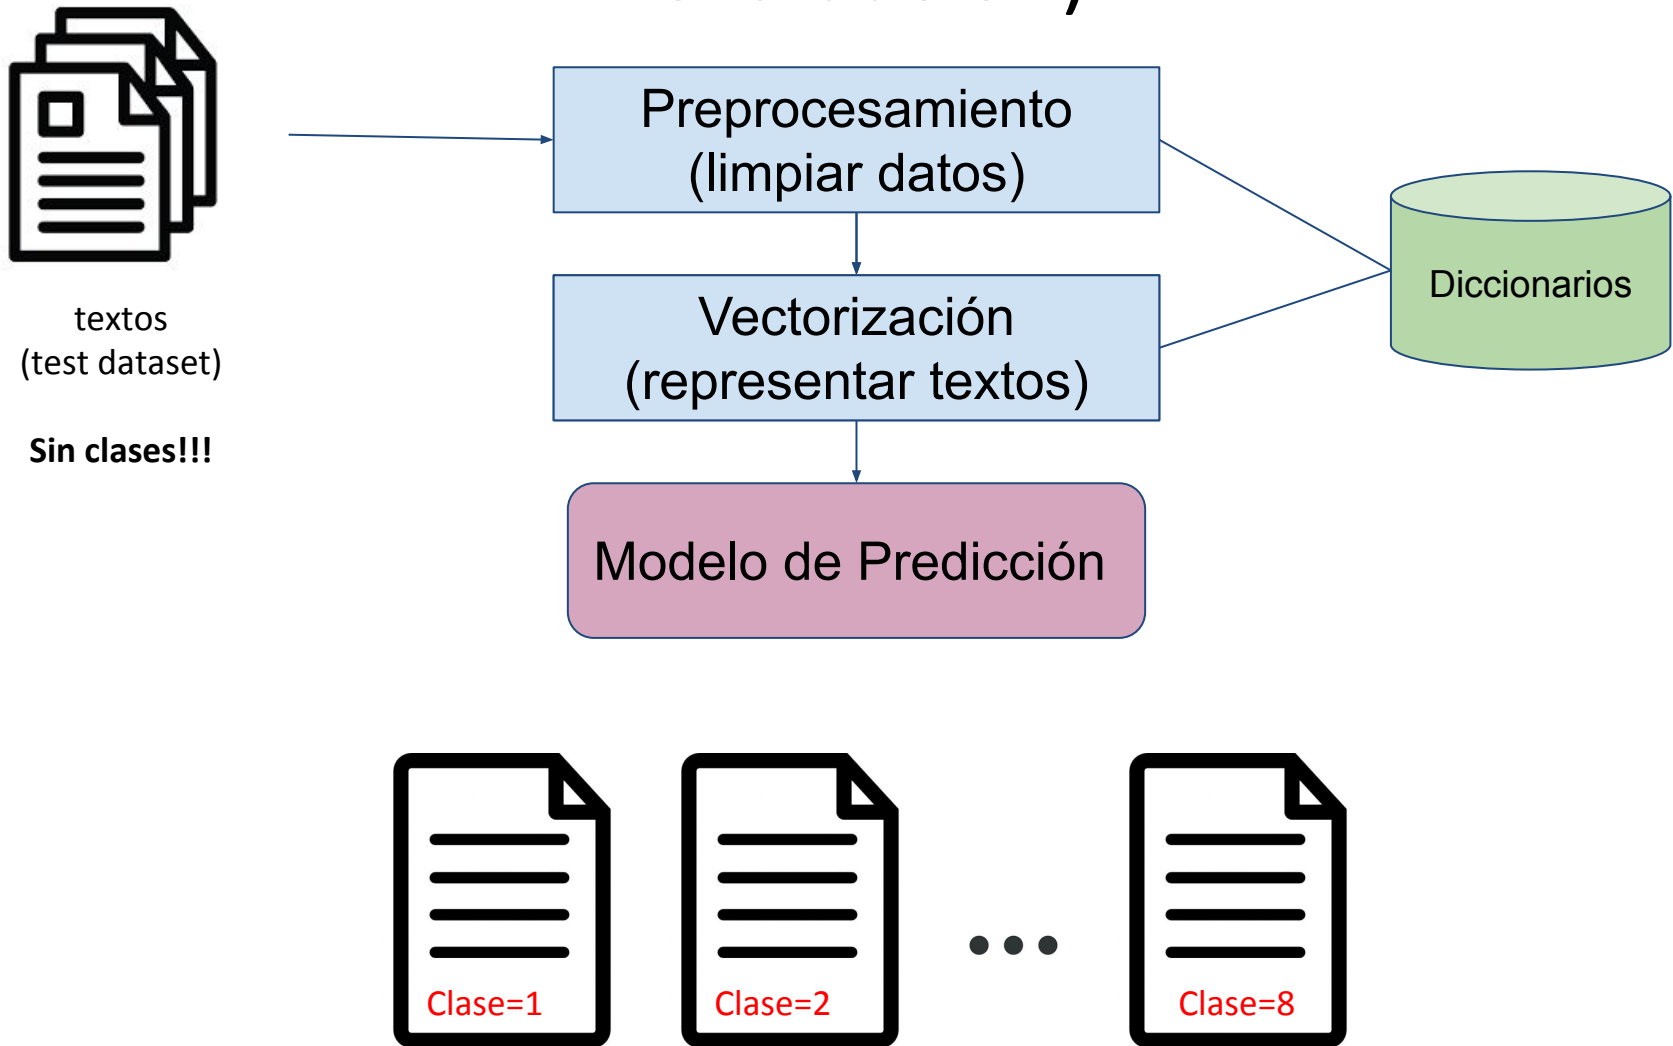 Preprocesamiento
(limpiar datos)
Diccionarios
Vectorización
(representar textos)
textos
(test dataset)
Sin clases!!!
Modelo de Predicción
Clase=1
Clase=2
...
Clase=8